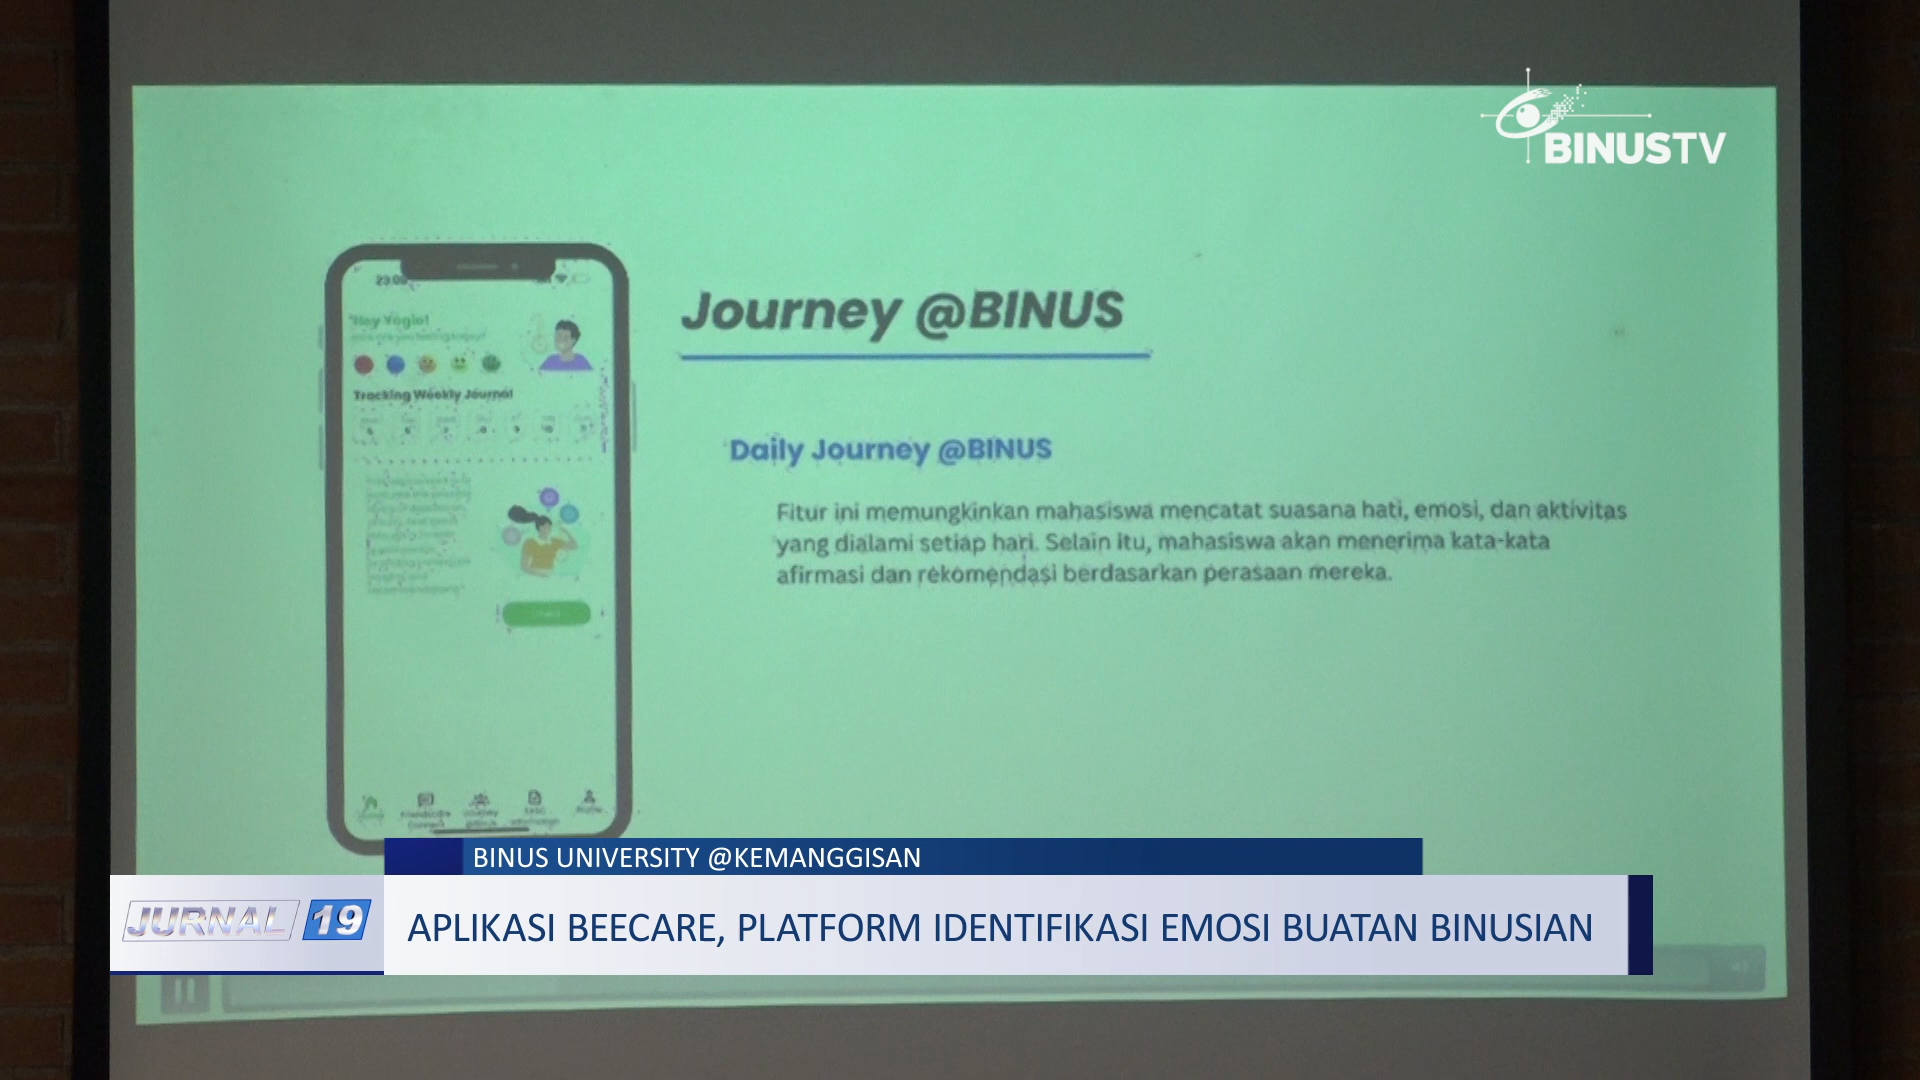 BINUSTV
23:08
Hey Yogie!
Journey @BINUS
Tracking Weekly Journal
Daily Journey @BINUS
Fitur ini memungkinkan mahasiswa mencatat suasana hati, emosi, dan aktivitas
yang dialami setiap hari. Selain itu, mahasiswa akan menerima kata-kata
afirmasi dan rekomendasi berdasarkan perasaan mereka.
BINUS UNIVERSITY @KEMANGGISAN
JURNAL 19
APLIKASI BEECARE, PLATFORM IDENTIFIKASI EMOSI BUATAN BINUSIAN